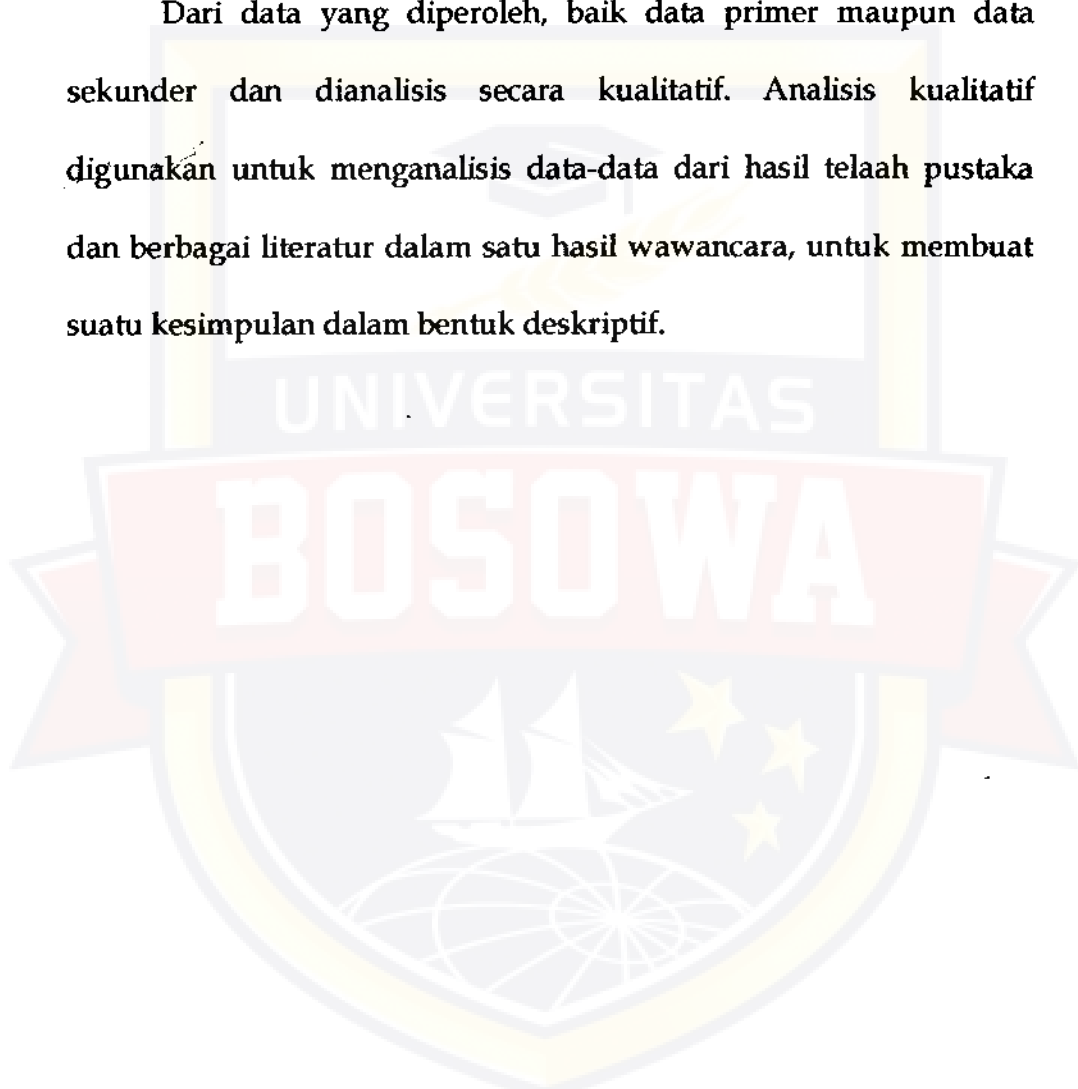 Dari data yang diperoleh, baik data primer maupun data
sekunder dan dianalisis secara kualitatif. Analisis kualitatif
digunakan untuk menganalisis data-data dari hasil telaah pustaka
dan berbagai literatur dalam satu hasil wawancara, untuk membuat
suatu kesimpulan dalam bentuk deskriptif.
UNIVERSITAS
BOSOWA